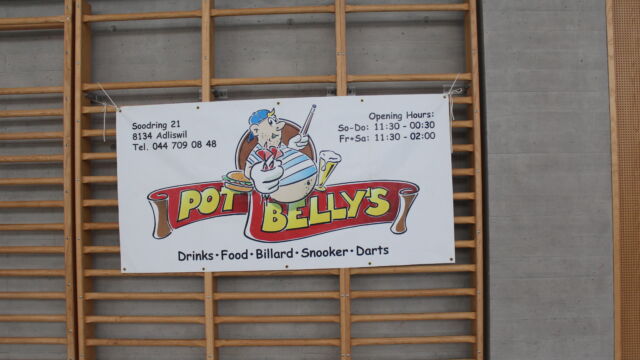 Soodring 21
8134 Adliswil
Tel. 044 709 08 48
Opening Hours:
So-Do: 11:30 - 00:30
Fr+Sa: 11:30 - 02:00
POT BELLY'S
Drinks · Food · Billard · Snooker · Darts